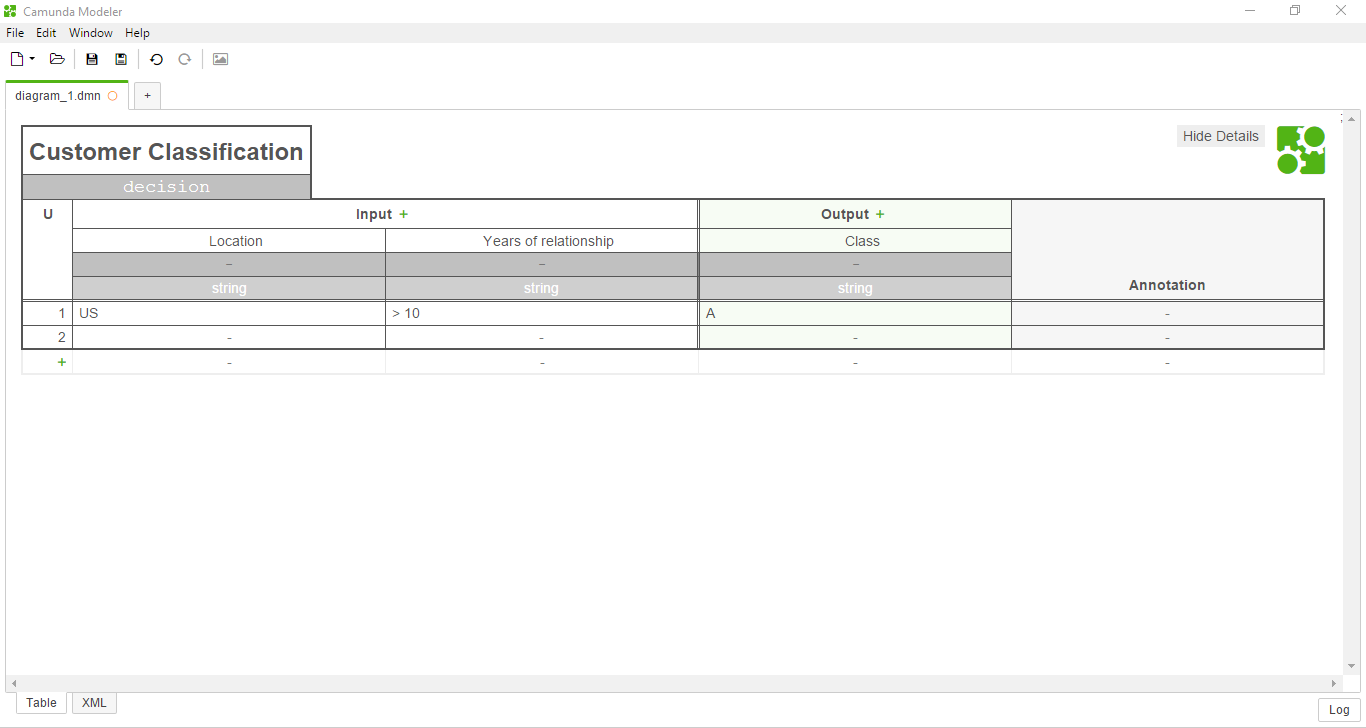 Camunda Modeler
File Edit Window Help
diagram_1.dmn +
Hide Details
Customer Classification
decision
U Input + Output +
Location Years of relationship Class
– – –
string string string Annotation
1 US > 10 A -
2 - - - -
+ - - - -
Table XML
Log